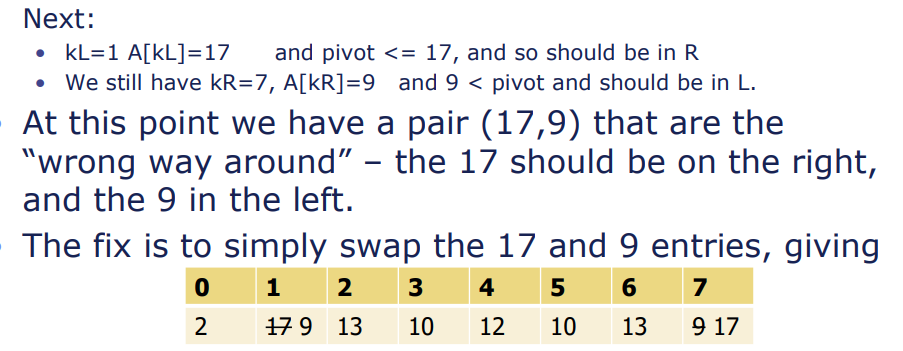 Next:
• kL=1 A[kL]=17 and pivot <= 17, and so should be in R
• We still have kR=7, A[kR]=9 and 9 < pivot and should be in L.
At this point we have a pair (17,9) that are the
“wrong way around” – the 17 should be on the right,
and the 9 in the left.
The fix is to simply swap the 17 and 9 entries, giving
0 1 2 3 4 5 6 7
2 17 9 13 10 12 10 13 9 17